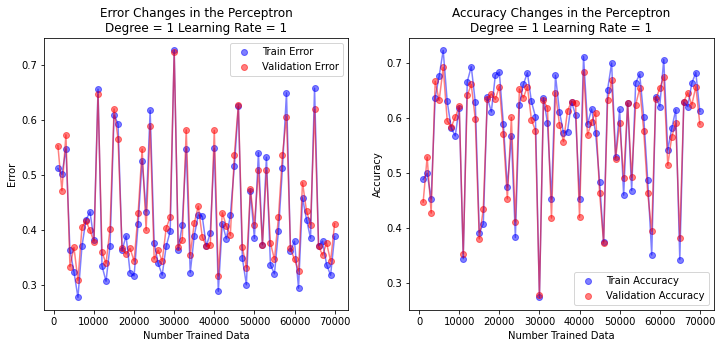 Error Changes in the Perceptron
Degree = 1 Learning Rate = 1
Train Error
Validation Error
0.7
0.6
0.5
0.4
0.3
Error
0 10000 20000 30000 40000 50000 60000 70000
Number Trained Data
Accuracy Changes in the Perceptron
Degree = 1 Learning Rate = 1
0.7
0.6
0.5
0.4
0.3
Accuracy
Train Accuracy
Validation Accuracy
0 10000 20000 30000 40000 50000 60000 70000
Number Trained Data